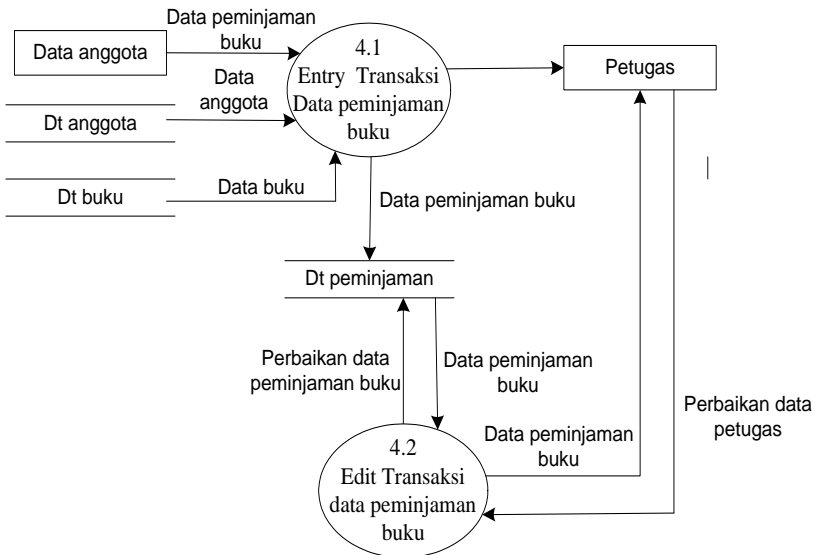 Data peminjaman
buku
Data anggota
4.1
Entry Transaksi
Data peminjaman
buku
Petugas
Data
anggota
Dt anggota
Dt buku
Data buku
Data peminjaman buku
Dt peminjaman
Perbaikan data
peminjaman buku
Data peminjaman
buku
4.2
Edit Transaksi
data peminjaman
buku
Data peminjaman
buku
Perbaikan data
petugas